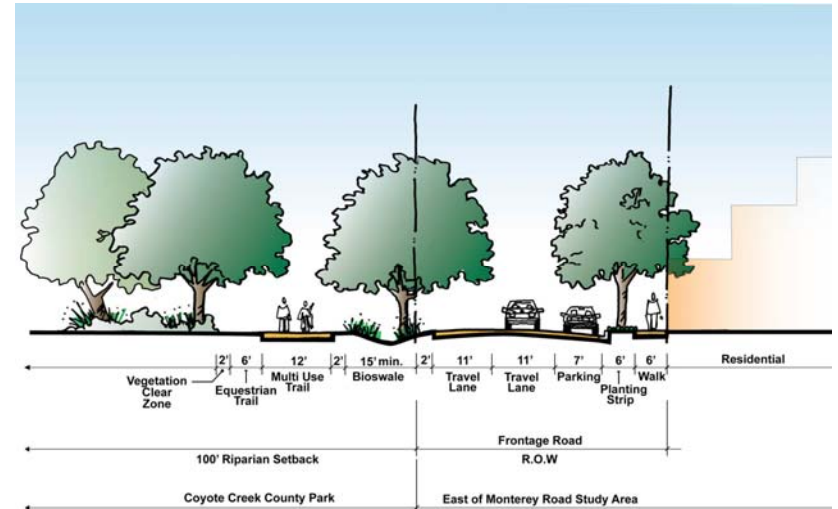 2' 6' 12' 2' 15' min. 2' 11' 11' 7' 6' 6' Residential
Vegetation
Clear
Zone
Equestrian
Trail
Multi Use
Trail
Bioswale
Travel
Lane
Travel
Lane
Parking
Planting
Strip
Walk
Frontage Road
100' Riparian Setback
R.O.W
Coyote Creek County Park
East of Monterey Road Study Area